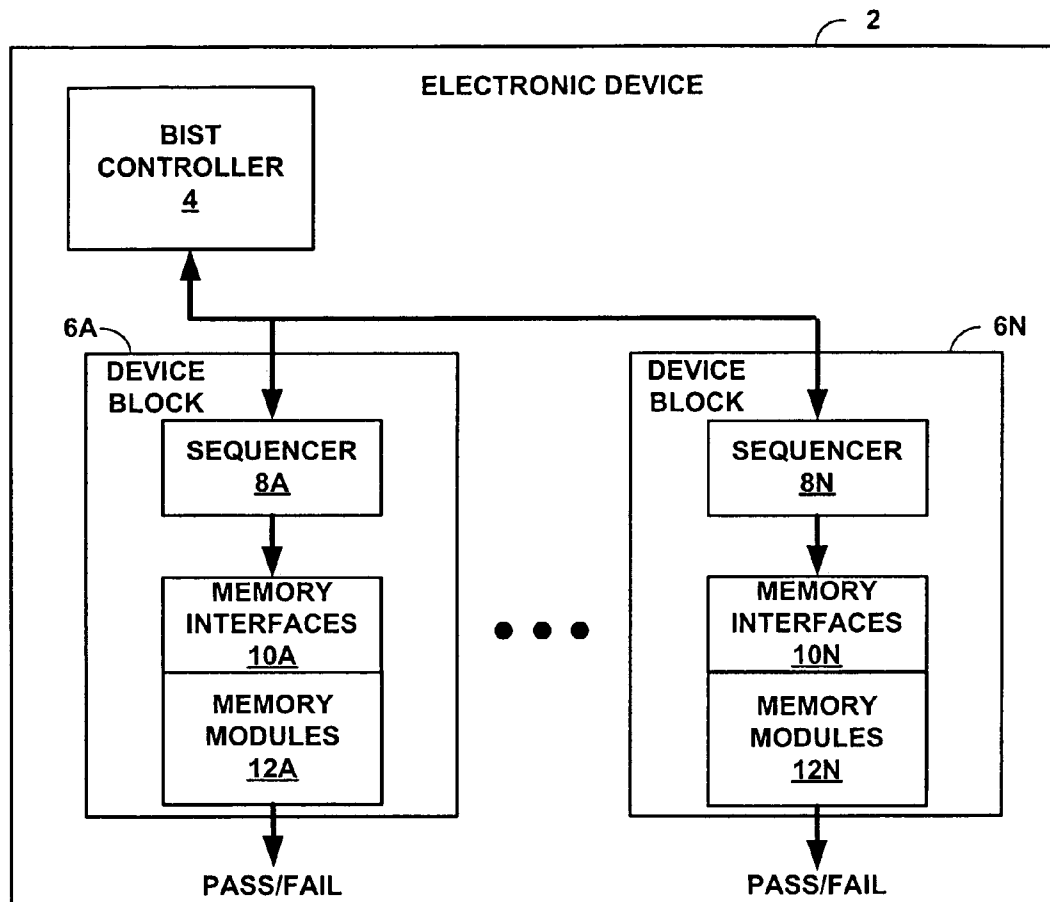 2
ELECTRONIC DEVICE
BIST
CONTROLLER
4
6A
6N
DEVICE
BLOCK
SEQUENCER
8A
MEMORY
INTERFACES
10A
MEMORY
MODULES
12A
PASS/FAIL
DEVICE
BLOCK
SEQUENCER
8N
MEMORY
INTERFACES
10N
MEMORY
MODULES
12N
PASS/FAIL